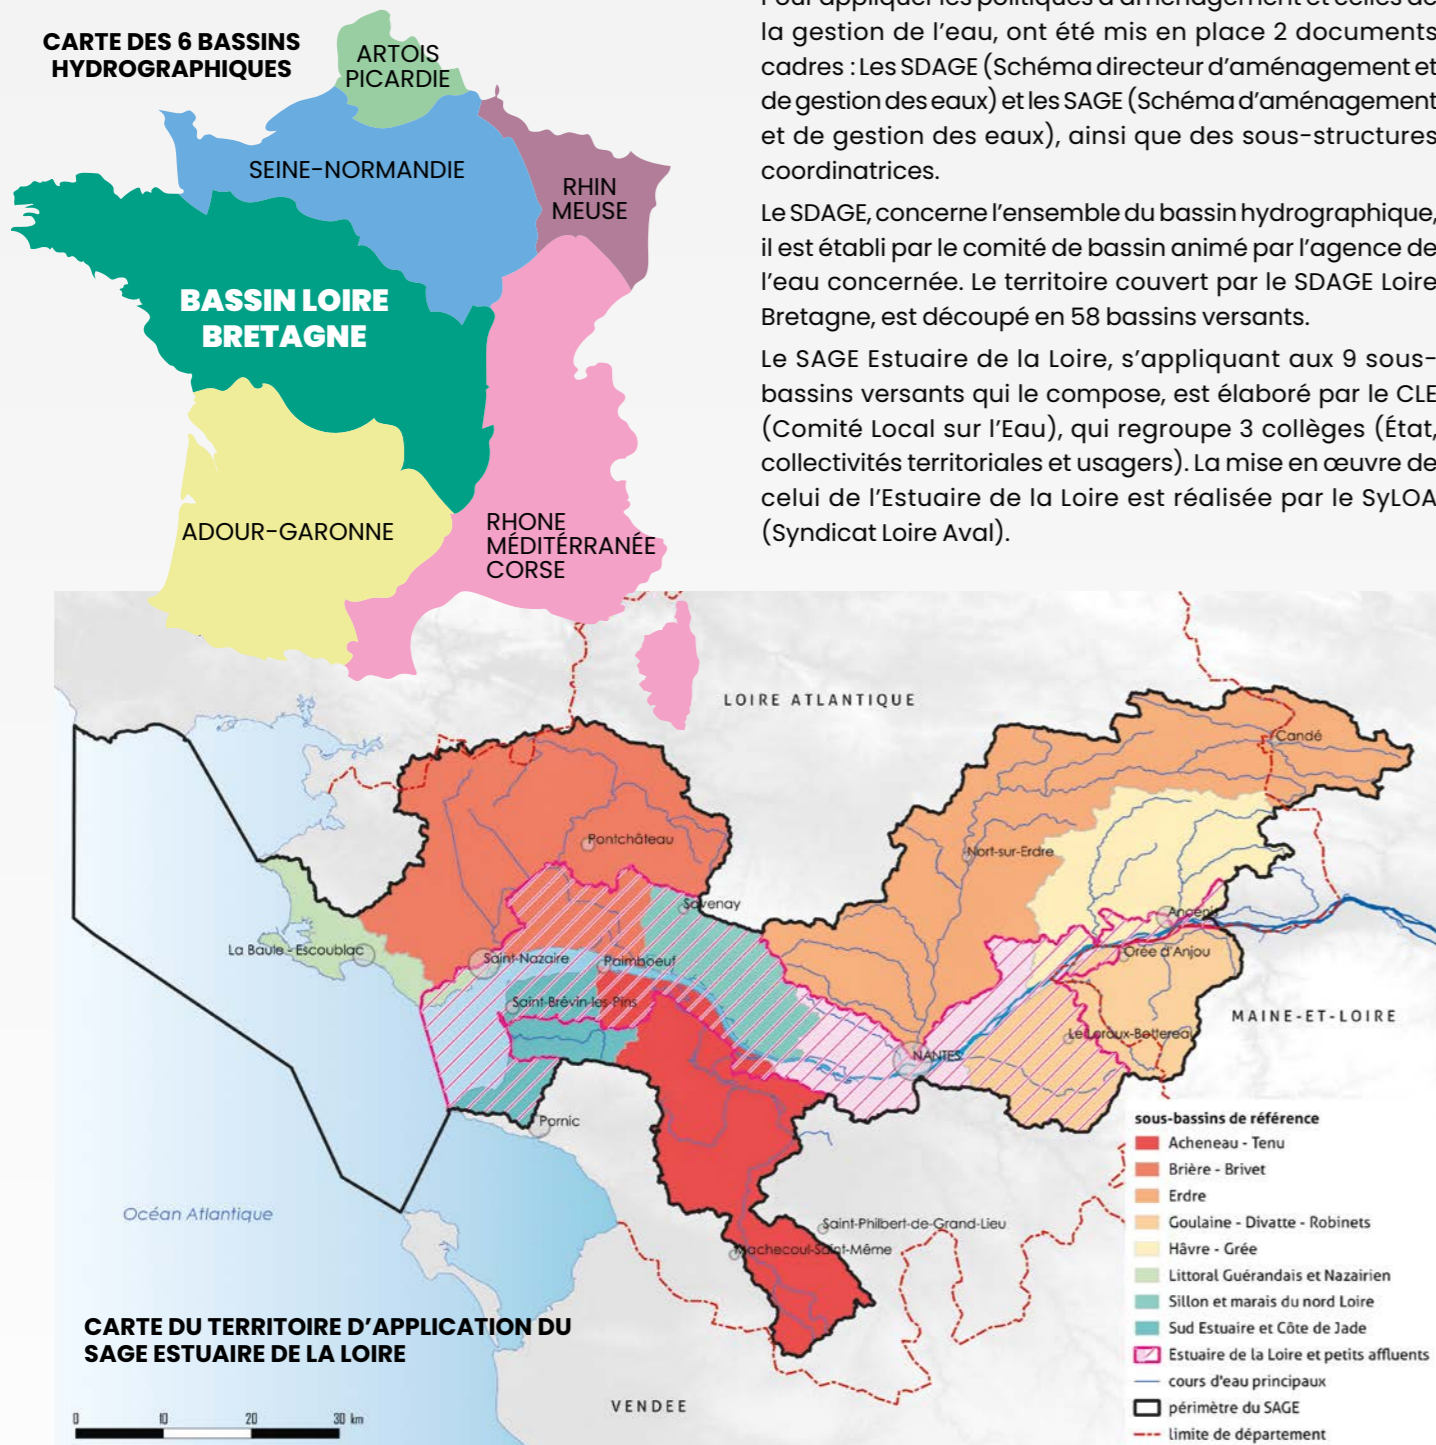 CARTE DES 6 BASSINS
HYDROGRAPHIQUES
ARTOIS
PICARDIE
SEINE-NORMANDIE
RHIN
MEUSE
BASSIN LOIRE
BRETAGNE
ADOUR-GARONNE
RHONE
MÉDITÉRRANÉE
CORSE
la gestion de l’eau, ont été mis en place 2 documents
cadres : Les SDAGE (Schéma directeur d’aménagement et
de gestion des eaux) et les SAGE (Schéma d’aménagement
et de gestion des eaux), ainsi que des sous-structures
coordinatrices.
Le SDAGE, concerne l’ensemble du bassin hydrographique,
il est établi par le comité de bassin animé par l’agence de
l’eau concernée. Le territoire couvert par le SDAGE Loire
Bretagne, est découpé en 58 bassins versants.
Le SAGE Estuaire de la Loire, s’appliquant aux 9 sous-
bassins versants qui le compose, est élaboré par le CLE
(Comité Local sur l’Eau), qui regroupe 3 collèges (État,
collectivités territoriales et usagers). La mise en œuvre de
celui de l’Estuaire de la Loire est réalisée par le SyLOA
(Syndicat Loire Aval).
LOIRE ATLANTIQUE
Candé
Pontchâteau
Nort-sur-Erdre
Savenay
Ancenis
La Baule - Escoublac
Saint-Nazaire
Paimboeuf
Orée d'Anjou
Saint-Brévin-les-Pins
MAINE-ET-LOIRE
Le Loroux-Bottereau
NANTES
Pornic
Océan Atlantique
Saint-Philbert-de-Grand-Lieu
Machecoul-Saint-Même
VENDEE
sous-bassins de référence
Acheneau - Tenu
Brière - Brivet
Erdre
Goulaine - Divatte - Robinets
Hâvre - Grée
Littoral Guérandais et Nazairien
Sillon et marais du nord Loire
Sud Estuaire et Côte de Jade
Estuaire de la Loire et petits affluents
cours d'eau principaux
périmètre du SAGE
limite de département
CARTE DU TERRITOIRE D’APPLICATION DU
SAGE ESTUAIRE DE LA LOIRE
0 10 20 30 km